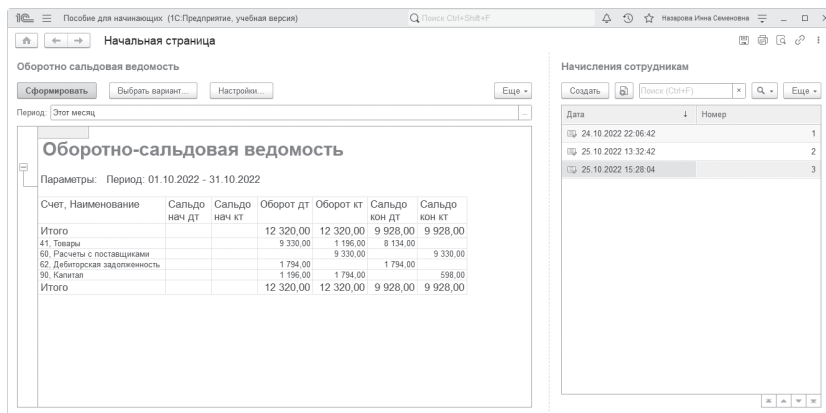 Пособие для начинающих (1С:Предприятие, учебная версия) Поиск Ctrl+Shift+F Назарова Инна Семеновна
Начальная страница
Оборотно сальдовая ведомость
Сформировать Выбрать вариант... Настройки... Еще
Период: Этот месяц ...
Оборотно-сальдовая ведомость
Параметры: Период: 01.10.2022 - 31.10.2022
Счет, Наименование Сальдо нач дт Сальдо нач кт Оборот дт Оборот кт Сальдо кон дт Сальдо кон кт
Итого 12 320,00 12 320,00 9 928,00 9 928,00
41, Товары 9 330,00 1 196,00 8 134,00
60, Расчеты с поставщиками 9 330,00 9 330,00
62, Дебиторская задолженность 1 794,00 1 794,00
90, Капитал 1 196,00 1 794,00 598,00
Итого 12 320,00 12 320,00 9 928,00 9 928,00
Начисления сотрудникам
Создать Поиск (Ctrl+F) × Еще
Дата ↓ Номер
24.10.2022 22:06:42 1
25.10.2022 13:32:42 2
25.10.2022 15:28:04 3